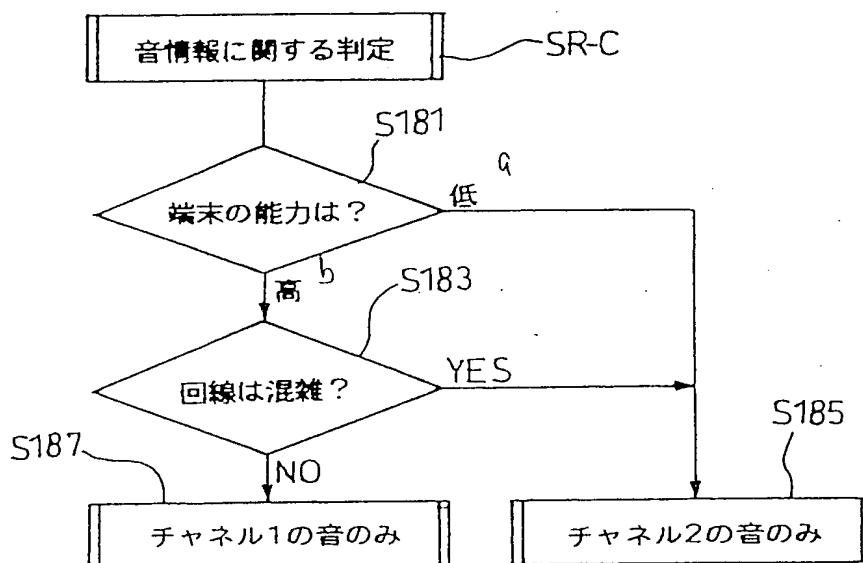 音情報に関する判定
SR-C
S181
a
端末の能力は？
低
b
高
S183
回線は混雑？
YES
S187
NO
S185
チャネル1の音のみ
チャネル2の音のみ